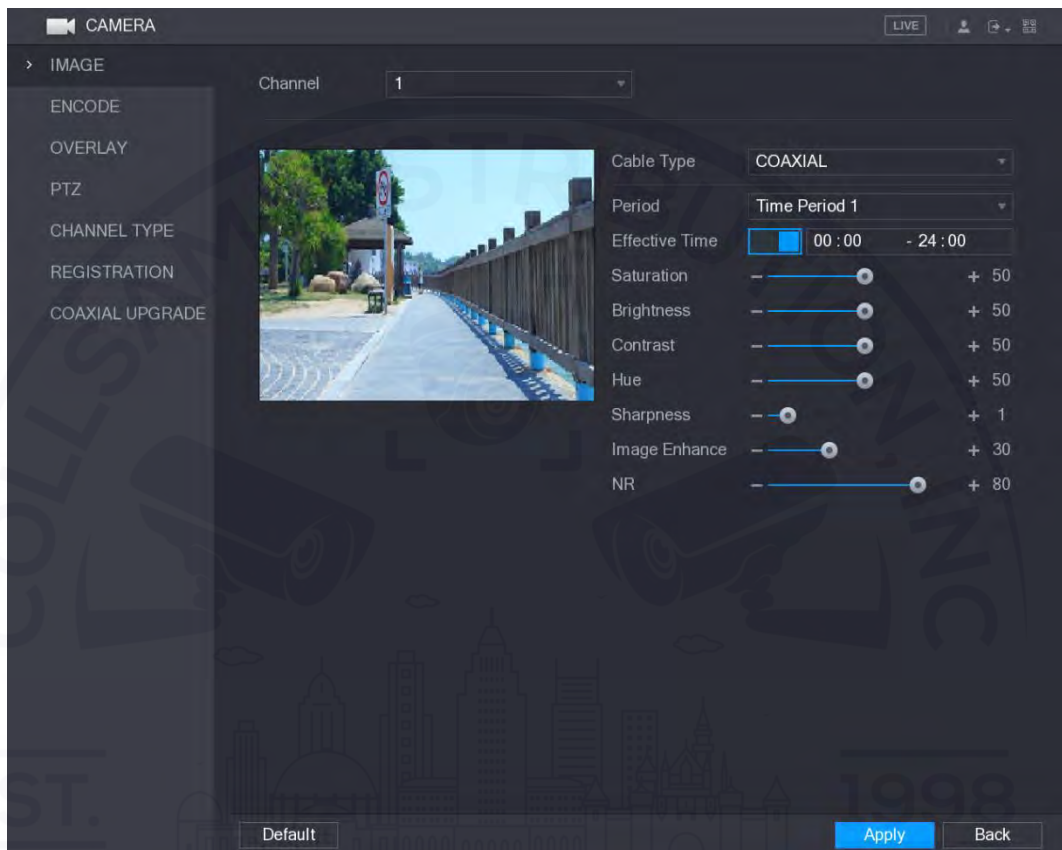 CAMERA
LIVE
IMAGE
ENCODE
OVERLAY
PTZ
CHANNEL TYPE
REGISTRATION
COAXIAL UPGRADE
Channel 1
Cable Type COAXIAL
Period Time Period 1
Effective Time 00 : 00 - 24 : 00
Saturation 50
Brightness 50
Contrast 50
Hue 50
Sharpness 1
Image Enhance 30
NR 80
Default Apply Back
1998